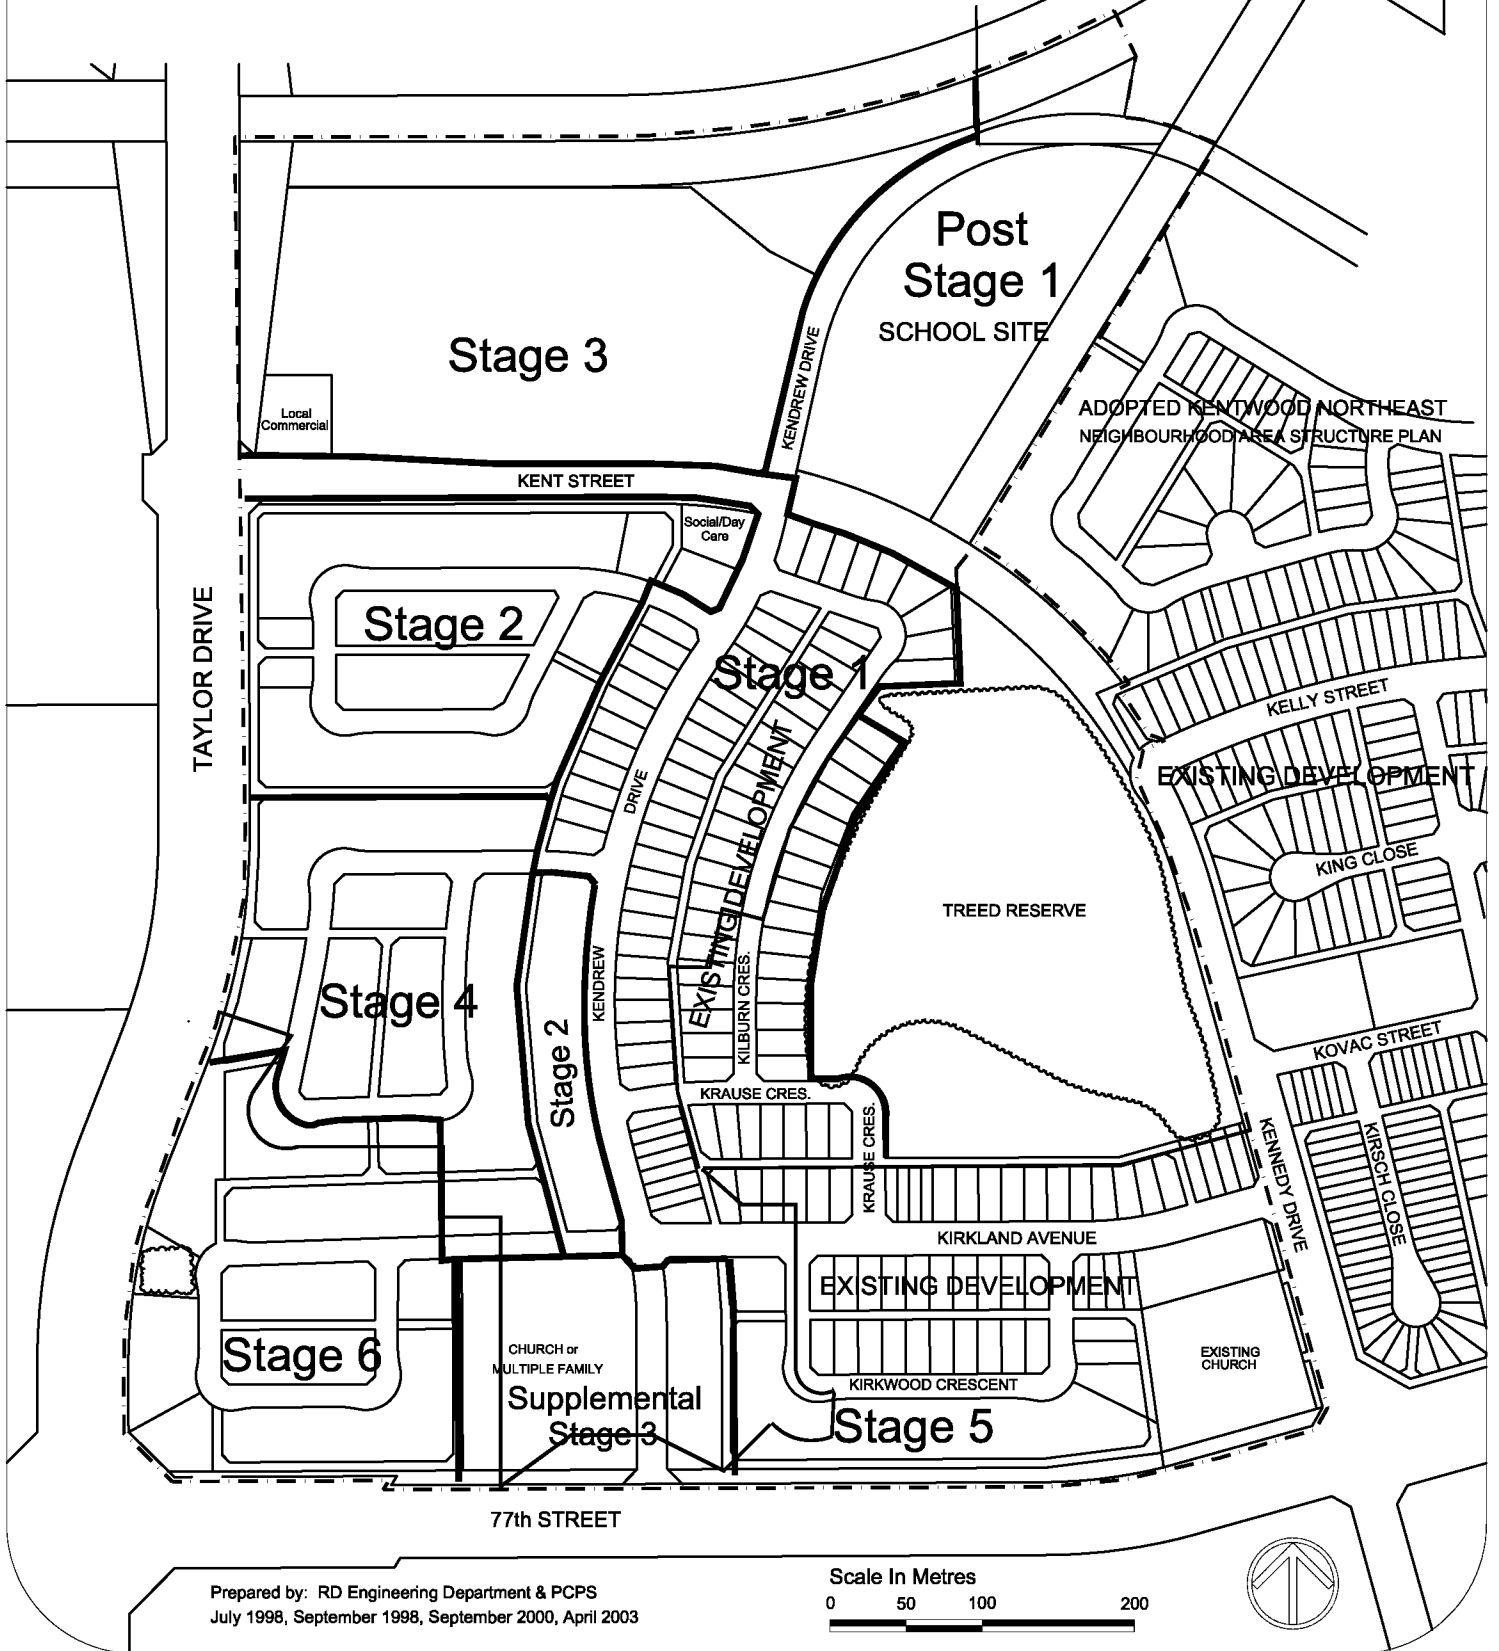 Post
Stage 1
SCHOOL SITE
Stage 3
KENDREW DRIVE
Local
Commercial
ADOPTED KENTWOOD NORTHEAST
NEIGHBOURHOOD AREA STRUCTURE PLAN
KENT STREET
Social/Day
Care
TAYLOR DRIVE
Stage 2
Stage 1
KELLY STREET
DRIVE
EXISTING DEVELOPMENT
EXISTING DEVELOPMENT
KING CLOSE
TREED RESERVE
KENDREW
Stage 4
KILBURN CRES.
Stage 2
KOVAC STREET
KRAUSE CRES.
KRAUSE CRES.
KENNEDY DRIVE
KIRSCH CLOSE
KIRKLAND AVENUE
EXISTING DEVELOPMENT
Stage 6
CHURCH or
MULTIPLE FAMILY
Supplemental
Stage 3
EXISTING
CHURCH
KIRKWOOD CRESCENT
Stage 5
77th STREET
Prepared by: RD Engineering Department & PCPS
July 1998, September 1998, September 2000, April 2003
Scale In Metres
0 50 100 200